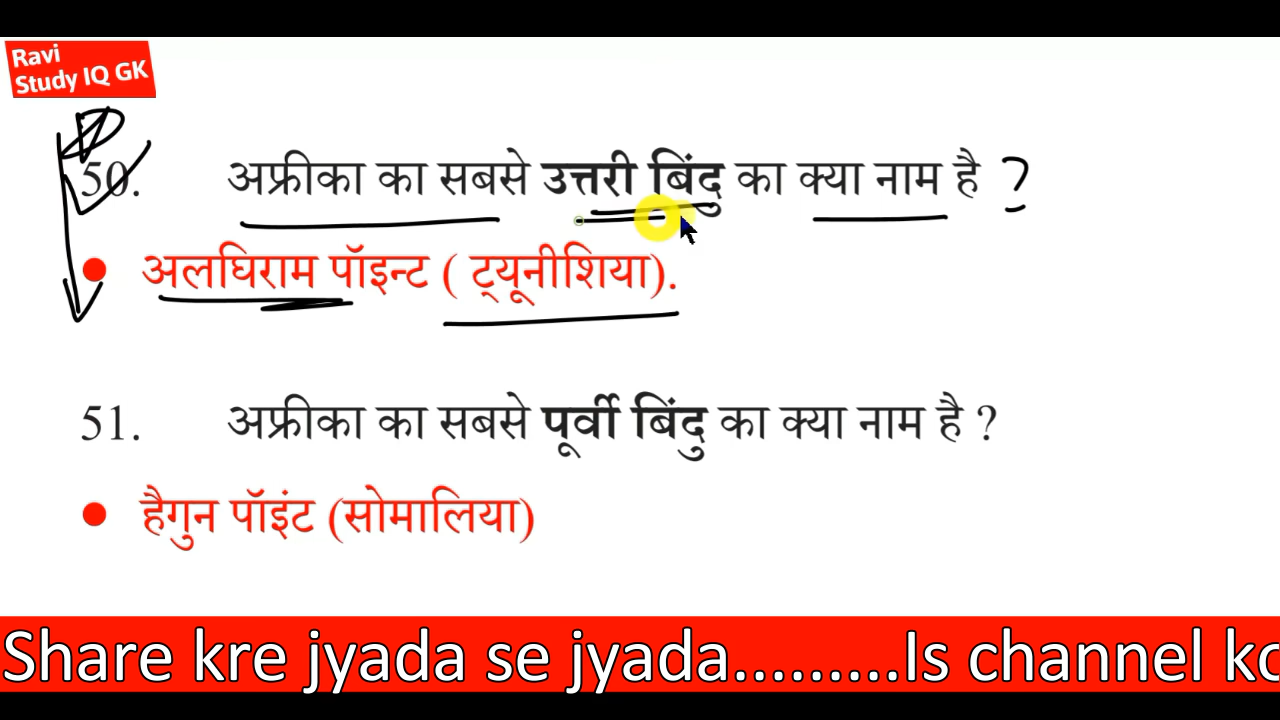 Ravi
Study IQ GK
50. अफ्रीका का सबसे उत्तरी बिंदु का क्या नाम है ?
• अलघिराम पॉइन्ट ( ट्यूनीशिया).
51. अफ्रीका का सबसे पूर्वी बिंदु का क्या नाम है ?
• हैगुन पॉइंट (सोमालिया)
Share kre jyada se jyada.........Is channel ko